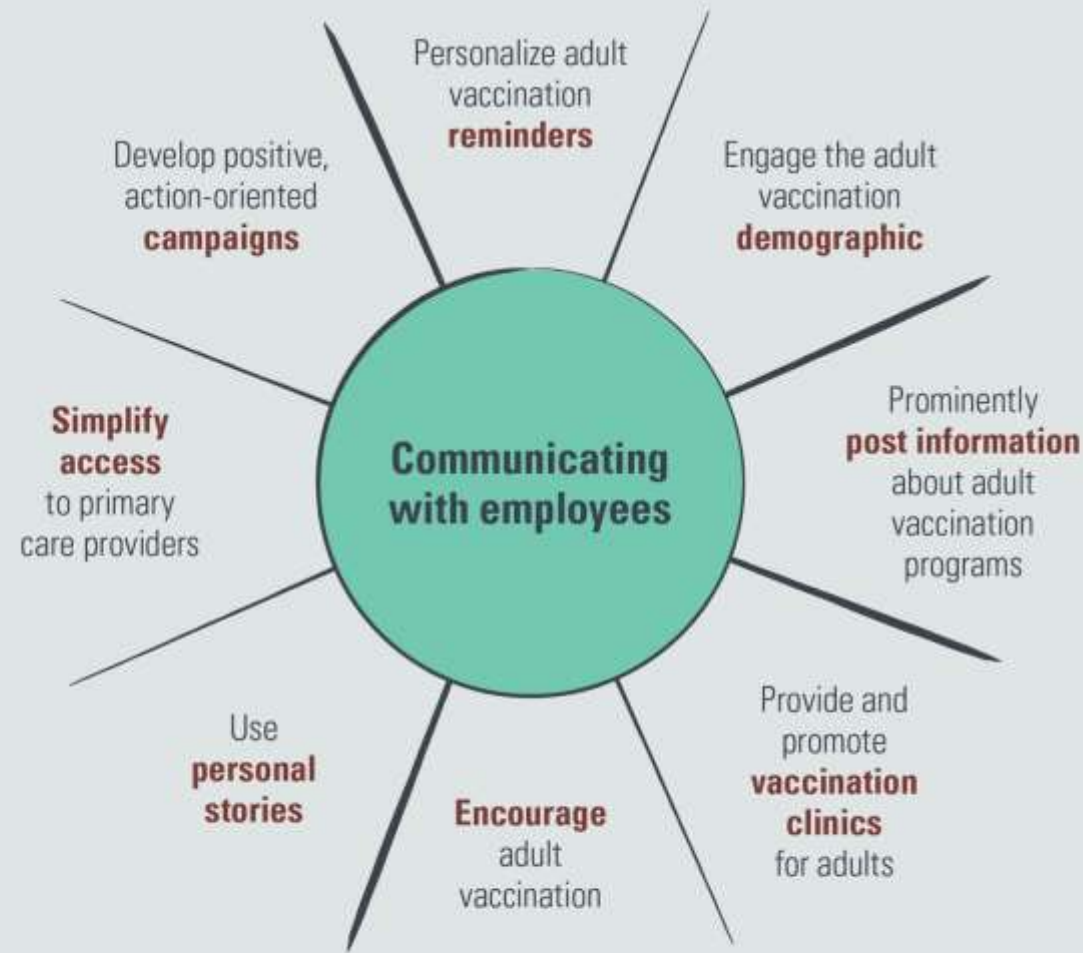 Personalize adult
vaccination
reminders
Engage the adult
vaccination
demographic
Prominently
post information
about adult
vaccination
programs
Provide and
promote
vaccination
clinics
for adults
Encourage
adult
vaccination
Use
personal
stories
Simplify
access
to primary
care providers
Develop positive,
action-oriented
campaigns
Communicating
with employees